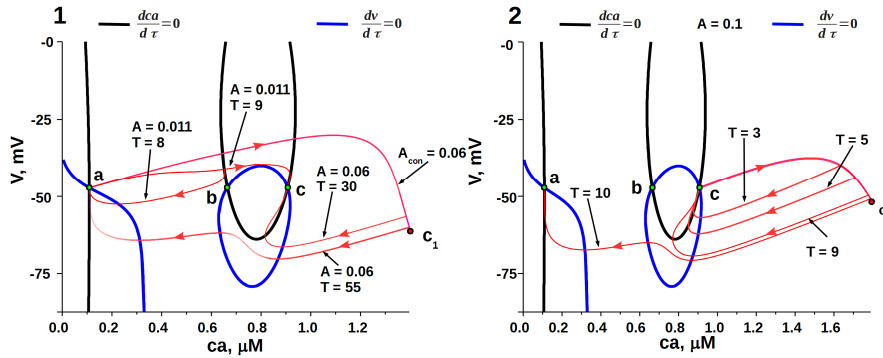 1
dca/d τ=0
dv/d τ=0
V, mV
-0
-25
-50
-75
0.0 0.2 0.4 0.6 0.8 1.0 1.2
ca, µM
A = 0.011
T = 8
A = 0.011
T = 9
A = 0.06
T = 30
A = 0.06
T = 55
A_con = 0.06
a
b
c
c_1
2
dca/d τ=0
A = 0.1
dv/d τ=0
V, mV
-0
-25
-50
-75
0.0 0.2 0.4 0.6 0.8 1.0 1.2 1.4 1.6
ca, µM
T = 3
T = 5
T = 10
T = 9
a
b
c